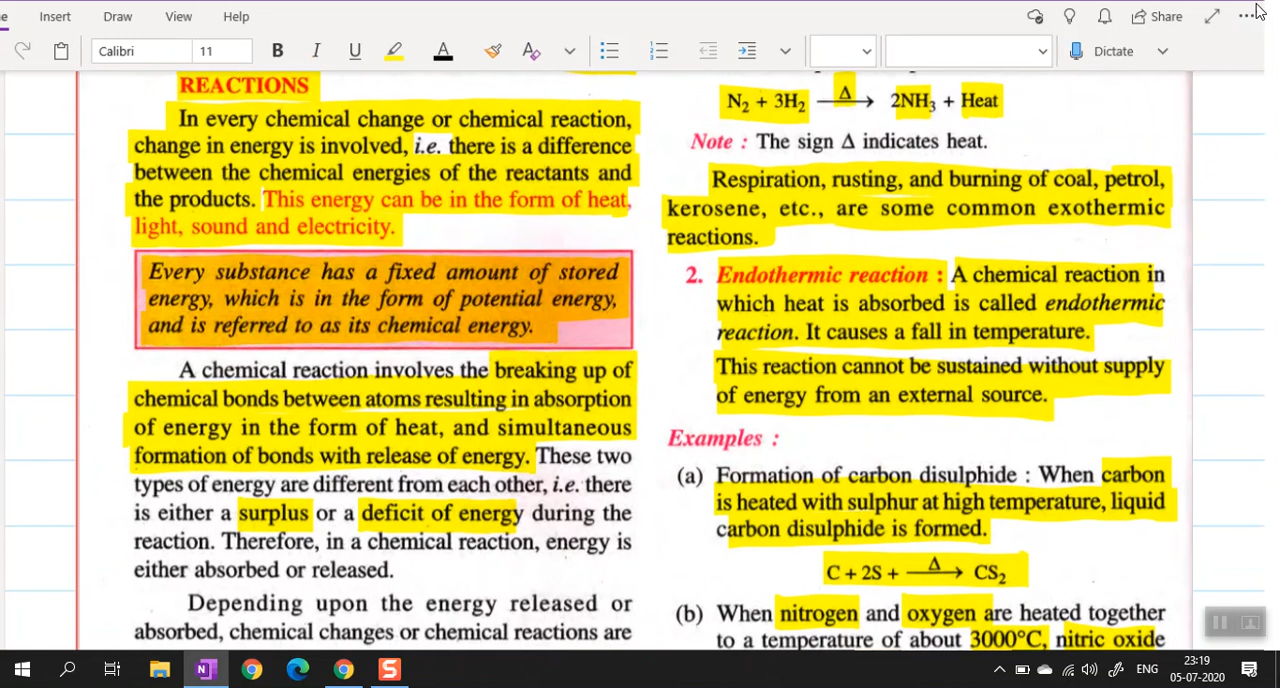 Insert Draw View Help Share
Calibri 11 B I U A A Dictate
REACTIONS
In every chemical change or chemical reaction,
change in energy is involved, i.e. there is a difference
between the chemical energies of the reactants and
the products. This energy can be in the form of heat,
light, sound and electricity.
Every substance has a fixed amount of stored
energy, which is in the form of potential energy,
and is referred to as its chemical energy.
A chemical reaction involves the breaking up of
chemical bonds between atoms resulting in absorption
of energy in the form of heat, and simultaneous
formation of bonds with release of energy. These two
types of energy are different from each other, i.e. there
is either a surplus or a deficit of energy during the
reaction. Therefore, in a chemical reaction, energy is
either absorbed or released.
Depending upon the energy released or
absorbed, chemical changes or chemical reactions are
N₂ + 3H₂ —Δ→ 2NH₃ + Heat
Note : The sign Δ indicates heat.
Respiration, rusting, and burning of coal, petrol,
kerosene, etc., are some common exothermic
reactions.
2. Endothermic reaction : A chemical reaction in
which heat is absorbed is called endothermic
reaction. It causes a fall in temperature.
This reaction cannot be sustained without supply
of energy from an external source.
Examples :
(a) Formation of carbon disulphide : When carbon
is heated with sulphur at high temperature, liquid
carbon disulphide is formed.
C + 2S + —Δ→ CS₂
(b) When nitrogen and oxygen are heated together
to a temperature of about 3000°C, nitric oxide
ENG
23:19
05-07-2020